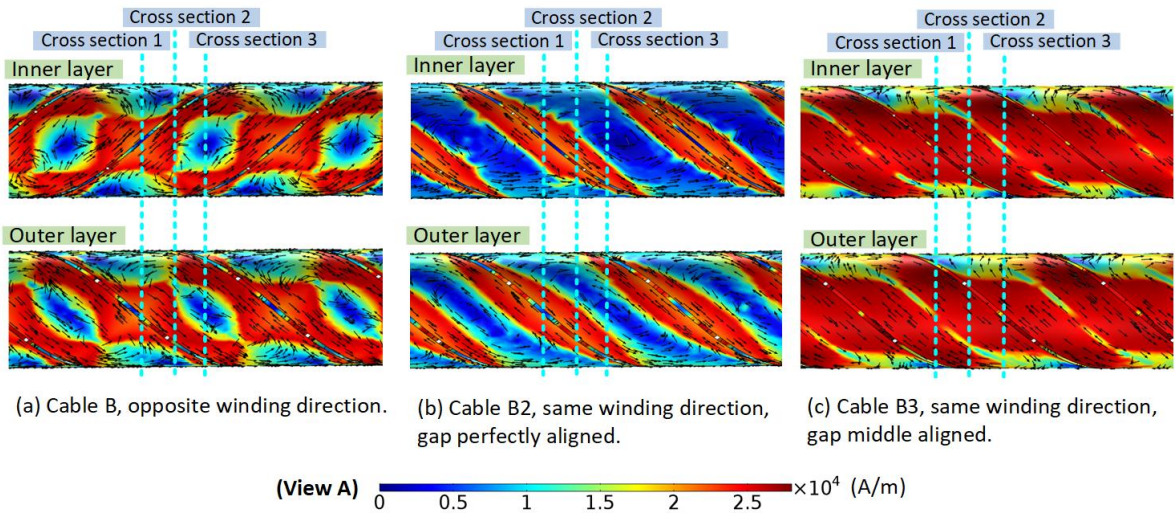 Cross section 2
Cross section 1
Cross section 3
Inner layer
Outer layer
(a) Cable B, opposite winding direction.
Cross section 2
Cross section 1
Cross section 3
Inner layer
Outer layer
(b) Cable B2, same winding direction,
gap perfectly aligned.
Cross section 2
Cross section 1
Cross section 3
Inner layer
Outer layer
(c) Cable B3, same winding direction,
gap middle aligned.
(View A) 0 0.5 1 1.5 2 2.5 ×10⁴ (A/m)